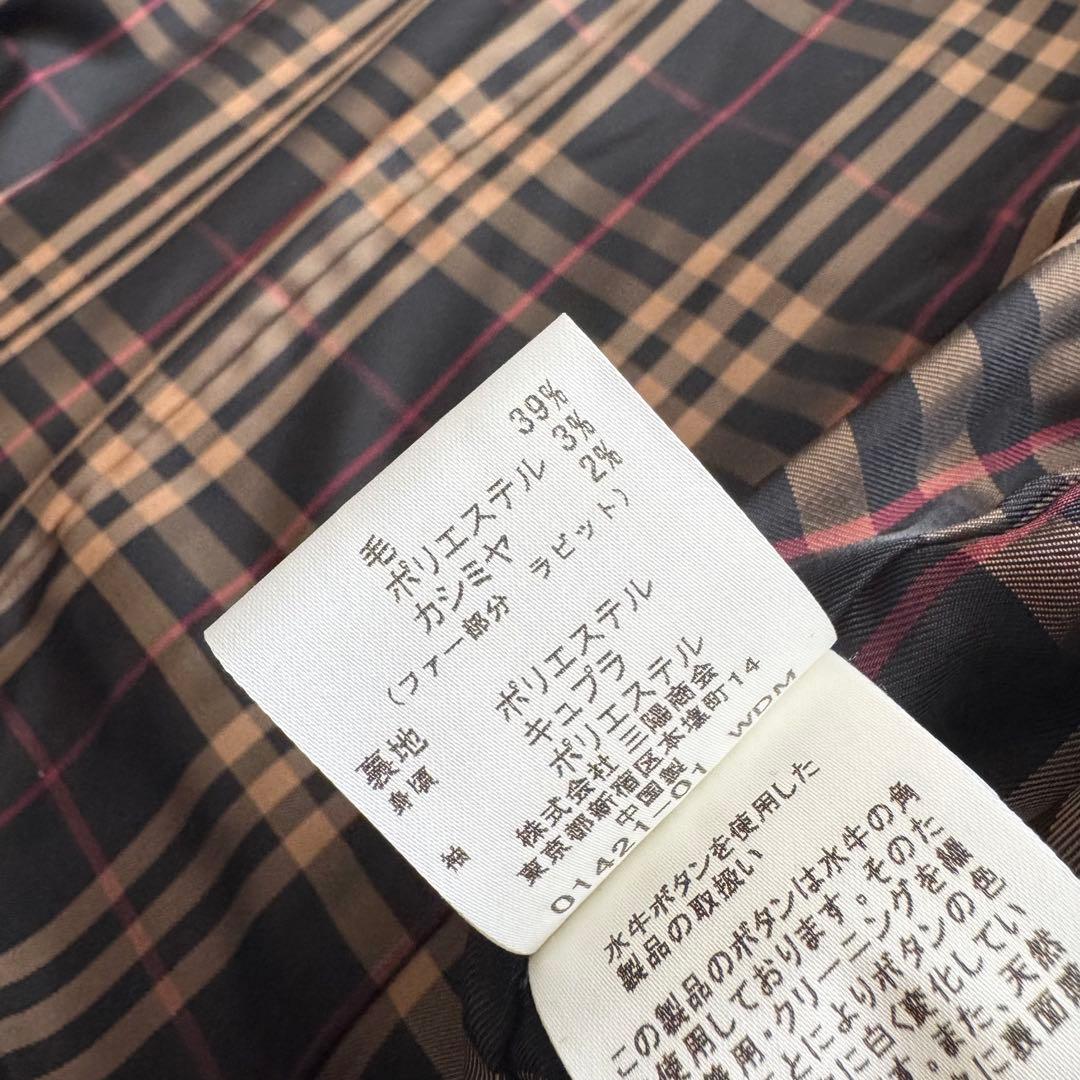 毛 39%
ポリエステル 3%
カシミヤ 2%
(ファー部分 ラビット)
裏地
身頃 ポリエステル
キュプラ
袖 ポリエステル
株式会社 三陽商会
東京都新宿区本塩町14
中国製
01421-01 WDM
水牛ボタンを使用した
製品の取扱い
この製品のボタンは水牛の角
使用しております。そのた
着用・クリーニングを繰
ことによりボタンの色
に白く変化してい
す。また、天然
に表面